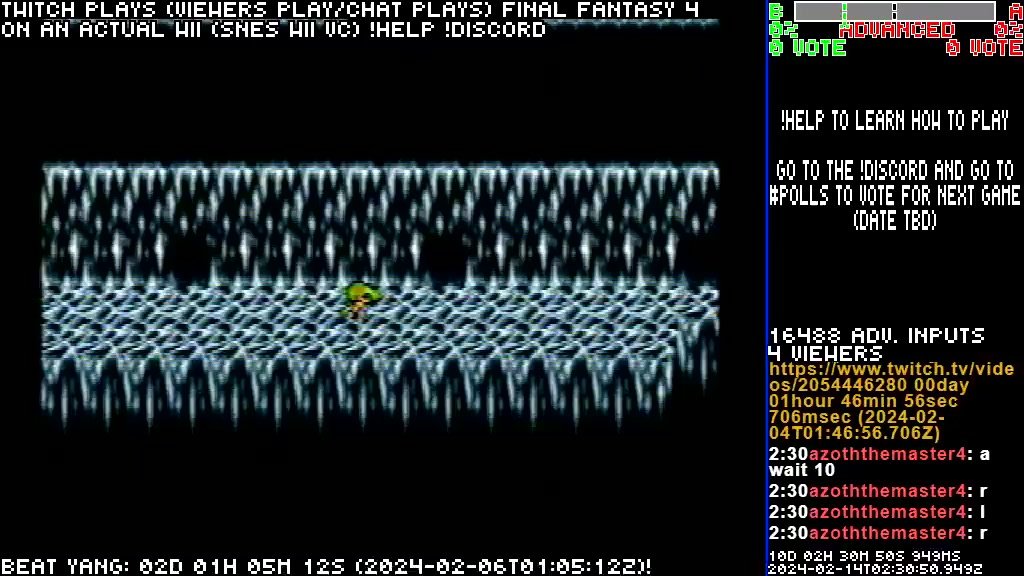 TWITCH PLAYS (VIEWERS PLAY/CHAT PLAYS) FINAL FANTASY 4
ON AN ACTUAL WII (SNES WII VC) !HELP !DISCORD
B A
0% ADVANCED 0%
0 VOTE 0 VOTE
!HELP TO LEARN HOW TO PLAY
GO TO THE !DISCORD AND GO TO
#POLLS TO VOTE FOR NEXT GAME
(DATE TBD)
16488 ADV. INPUTS
4 VIEWERS
https://www.twitch.tv/vide
os/2054446280 00day
01hour 46min 56sec
706msec (2024-02-
04T01:46:56.706Z)
2:30azoththemaster4: a
wait 10
2:30azoththemaster4: r
2:30azoththemaster4: l
2:30azoththemaster4: r
10D 02H 30M 50S 949MS
2024-02-14T02:30:50.949Z
BEAT YANG: 02D 01H 05M 12S (2024-02-06T01:05:12Z)!